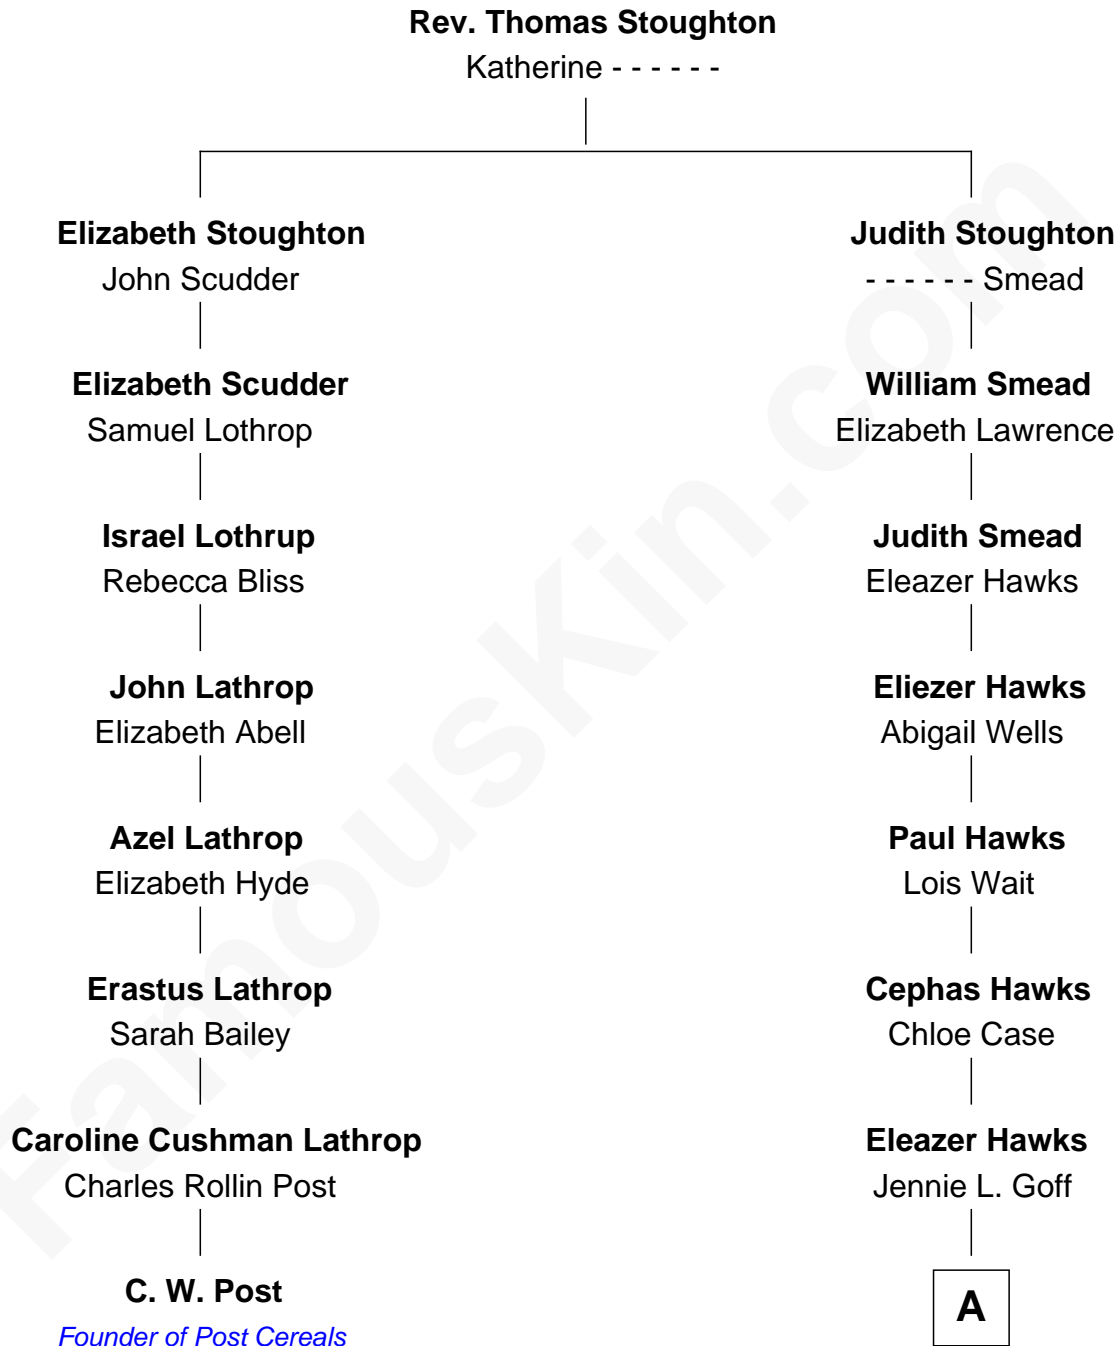 Rev. Thomas Stoughton
Katherine - - - - - -
Elizabeth Stoughton
John Scudder
Judith Stoughton
- - - - - - Smead
Elizabeth Scudder
Samuel Lothrop
William Smead
Elizabeth Lawrence
Israel Lothrup
Rebecca Bliss
Judith Smead
Eleazer Hawks
John Lathrop
Elizabeth Abell
Eliezer Hawks
Abigail Wells
Azel Lathrop
Elizabeth Hyde
Paul Hawks
Lois Wait
Erastus Lathrop
Sarah Bailey
Cephas Hawks
Chloe Case
Caroline Cushman Lathrop
Charles Rollin Post
Eleazer Hawks
Jennie L. Goff
C. W. Post
Founder of Post Cereals
A
FamousKin.com